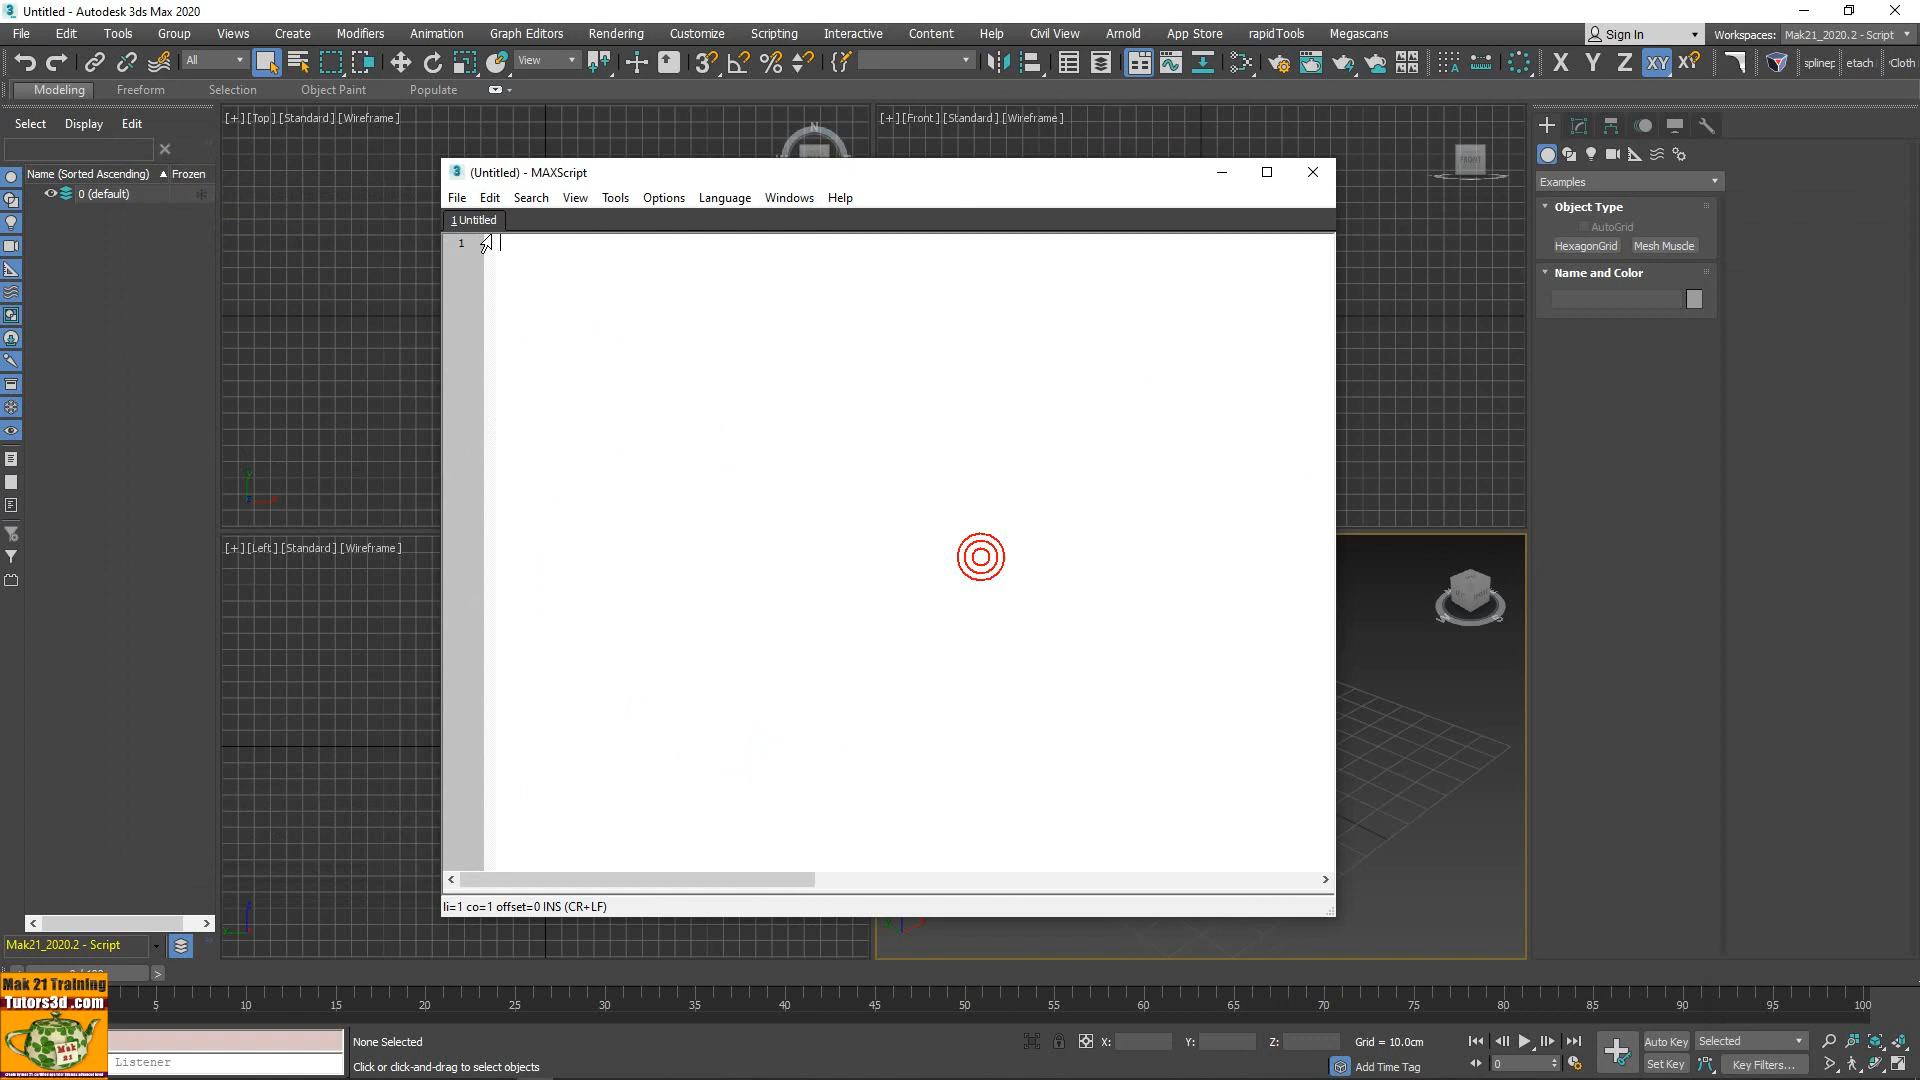 Untitled - Autodesk 3ds Max 2020
File Edit Tools Group Views Create Modifiers Animation Graph Editors Rendering Customize Scripting Interactive Content Help Civil View Arnold App Store rapidTools Megascans
Sign In Workspaces: Mak21_2020.2 - Script
All View X Y Z XY XY splinep etach Cloth
Modeling Freeform Selection Object Paint Populate
Select Display Edit
Name (Sorted Ascending) Frozen
0 (default)
[+] [Top] [Standard] [Wireframe]
N
[+] [Front] [Standard] [Wireframe]
FRONT
(Untitled) - MAXScript
File Edit Search View Tools Options Language Windows Help
1 Untitled
1
li=1 co=1 offset=0 INS (CR+LF)
[+] [Left] [Standard] [Wireframe]
Examples
Object Type
AutoGrid
HexagonGrid Mesh Muscle
Name and Color
Mak21_2020.2 - Script
Mak 21 Training
Tutors3d .com
Mak
21
5 10 15 20 25 30 35 40 45 50 55 60 65 70 75 80 85 90 95 100
Listener
None Selected
Click or click-and-drag to select objects
X: Y: Z: Grid = 10.0cm
Add Time Tag
Auto Key Selected
0 Set Key Key Filters...